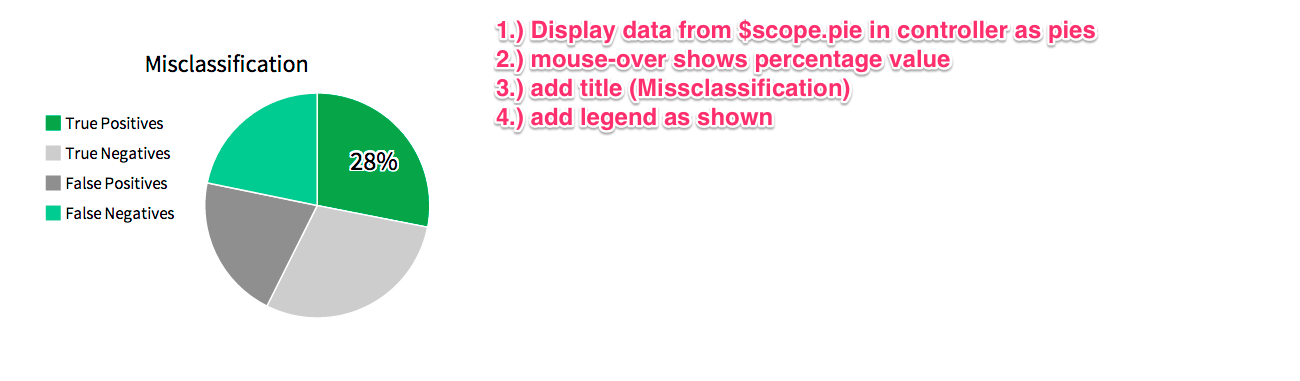 1.) Display data from $scope.pie in controller as pies
2.) mouse-over shows percentage value
3.) add title (Missclassification)
4.) add legend as shown
Misclassification
True Positives
True Negatives
False Positives
False Negatives
28%